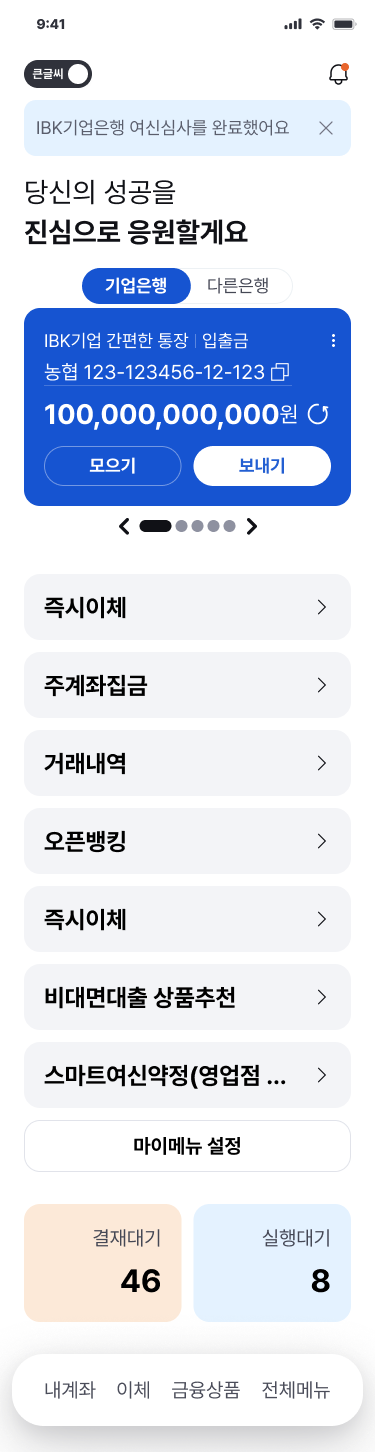 9:41
큰글씨
IBK기업은행 여신심사를 완료했어요
당신의 성공을
진심으로 응원할게요
기업은행 다른은행
IBK기업 간편한 통장 입출금
농협 123-123456-12-123
100,000,000,000원
모으기 보내기
즉시이체
주계좌집금
거래내역
오픈뱅킹
즉시이체
비대면대출 상품추천
스마트여신약정(영업점 ...
마이메뉴 설정
결재대기 실행대기
46 8
내계좌 이체 금융상품 전체메뉴